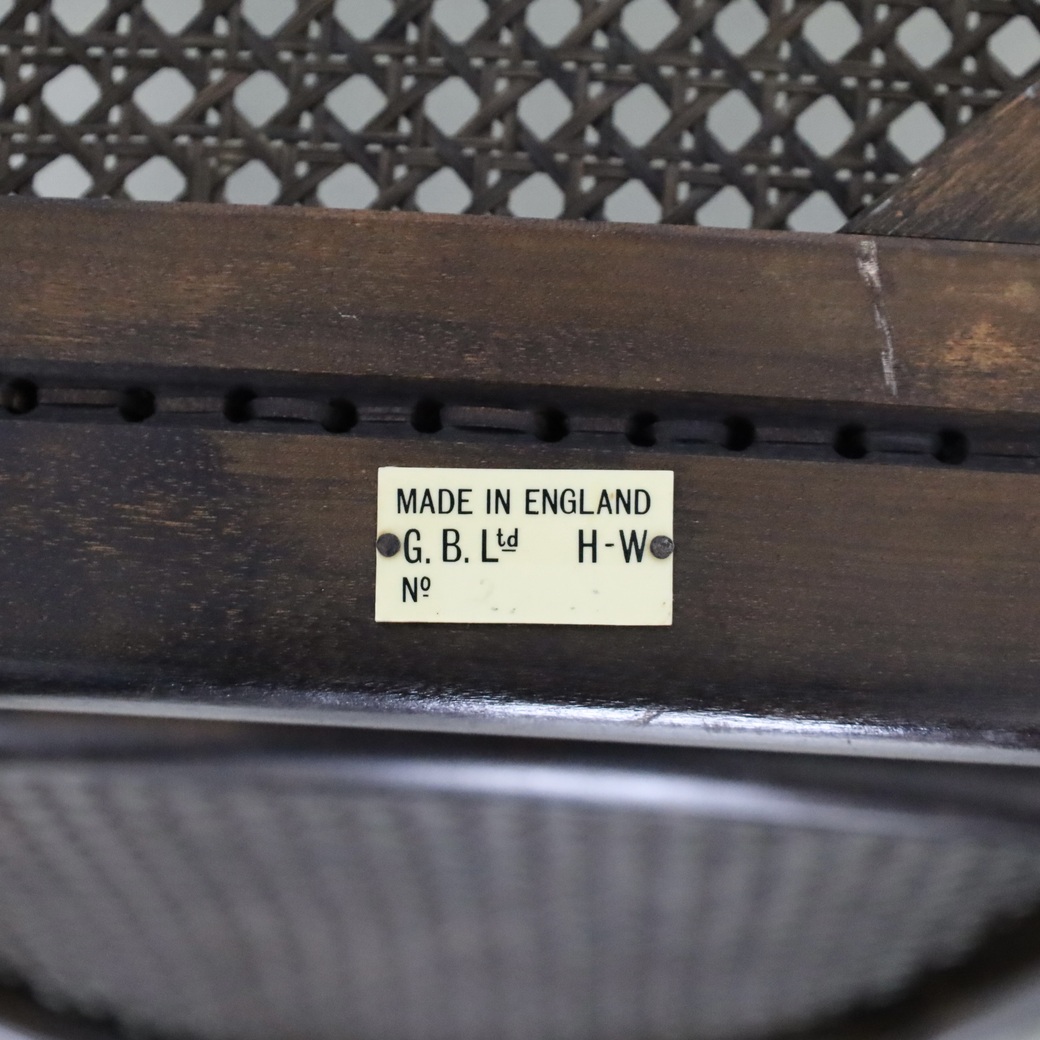 MADE IN ENGLAND
G. B. Ltd H-W
Nº